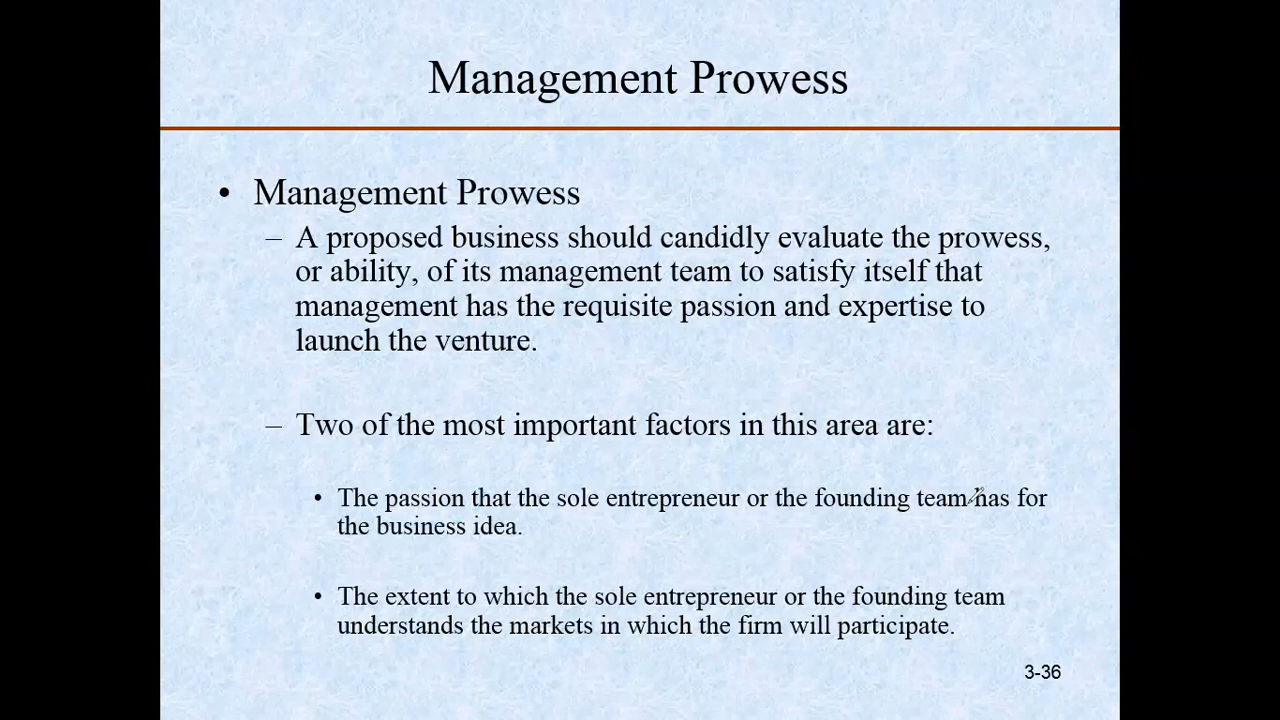 Management Prowess
• Management Prowess
– A proposed business should candidly evaluate the prowess,
or ability, of its management team to satisfy itself that
management has the requisite passion and expertise to
launch the venture.
– Two of the most important factors in this area are:
• The passion that the sole entrepreneur or the founding team has for
the business idea.
• The extent to which the sole entrepreneur or the founding team
understands the markets in which the firm will participate.
3-36